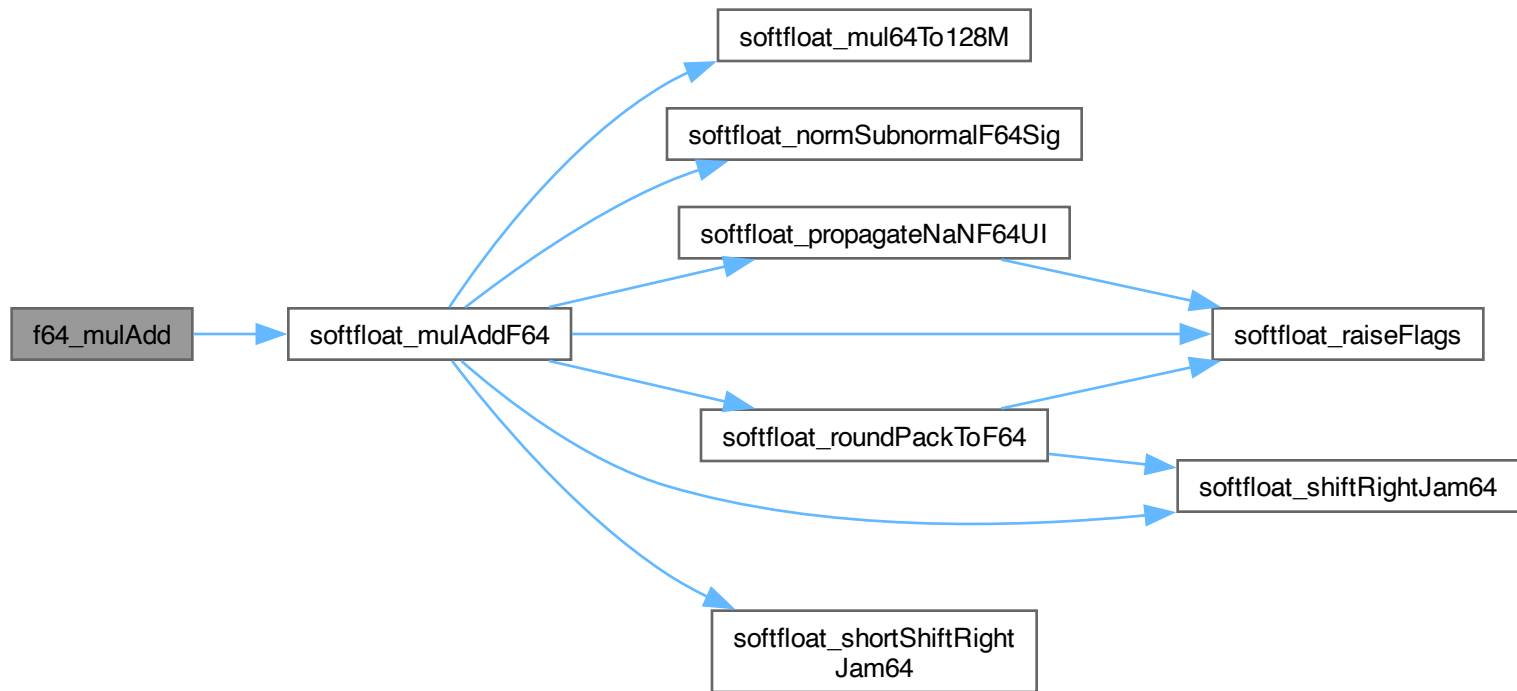 softfloat_mul64To128M
softfloat_normSubnormalF64Sig
softfloat_propagateNaNF64UI
f64_mulAdd
softfloat_mulAddF64
softfloat_raiseFlags
softfloat_roundPackToF64
softfloat_shiftRightJam64
softfloat_shortShiftRight
Jam64